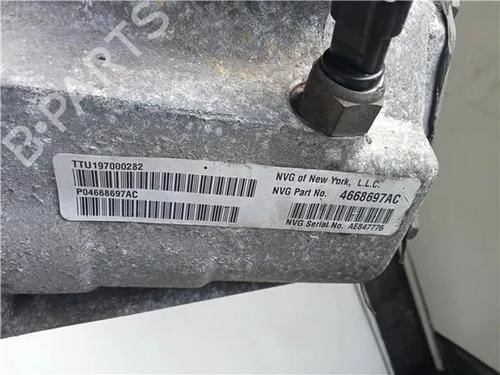 B-PARTS
TTU197000282
P04668697AC
NVG of New York, L.L.C.
NVG Part No. 4668697AC
NVG Serial No. AE847776